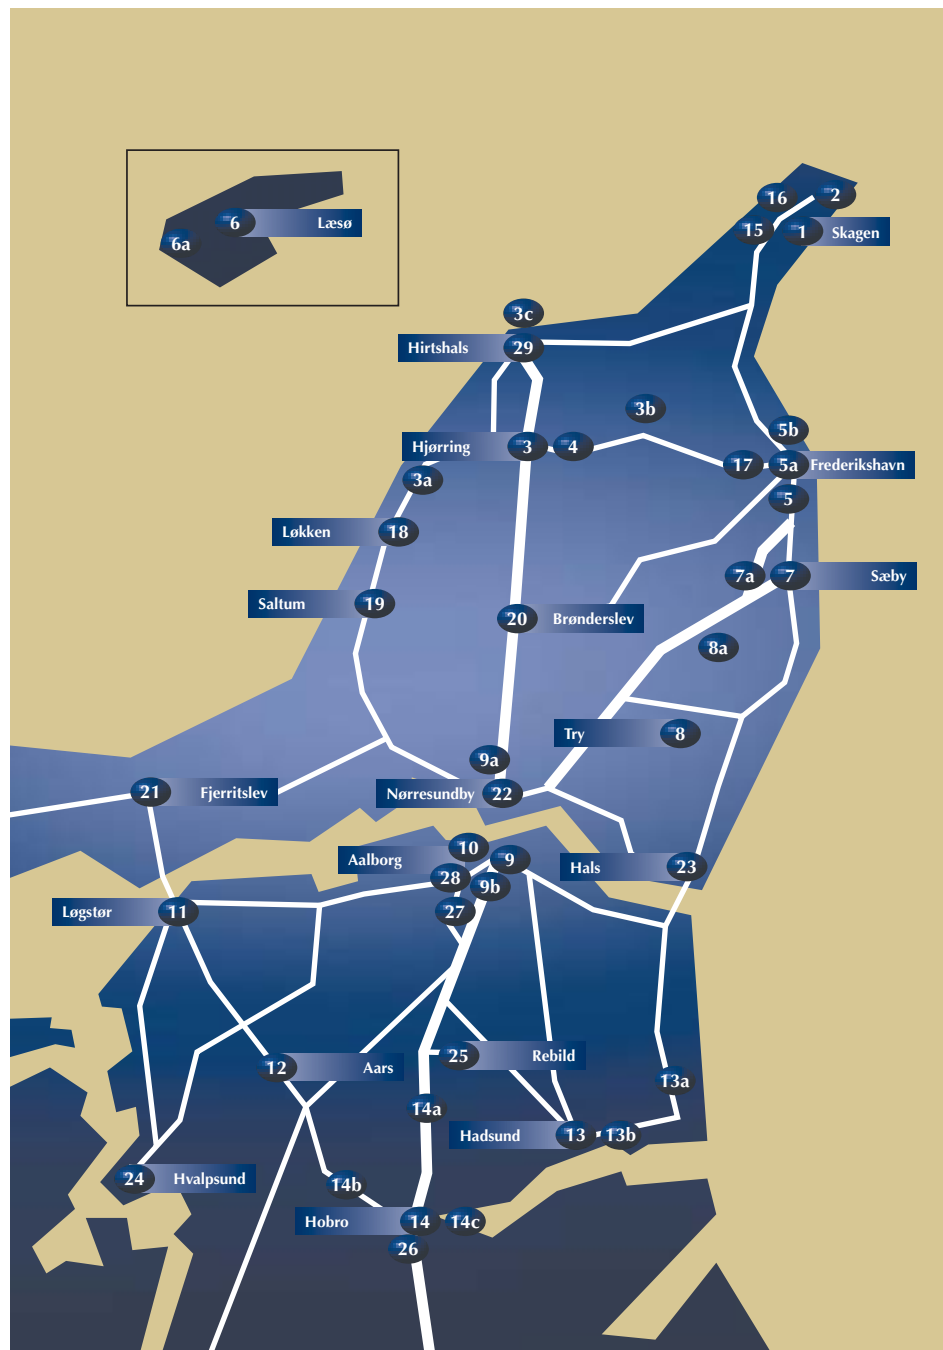 16
2
15
1 Skagen
6 Læsø
6a
3c
Hirtshals 29
3b
5b
Hjørring 3 4
17 5a Frederikshavn
3a
5
Løkken 18
7a 7 Sæby
Saltum 19
20 Brønderslev
8a
Try 8
9a
21 Fjerritslev
Nørresundby 22
10
Aalborg 9
Hals 23
28
9b
Løgstør 11
27
25 Rebild
12 Aars
13a
14a
Hadsund 13 13b
24 Hvalpsund
14b
Hobro 14 14c
26